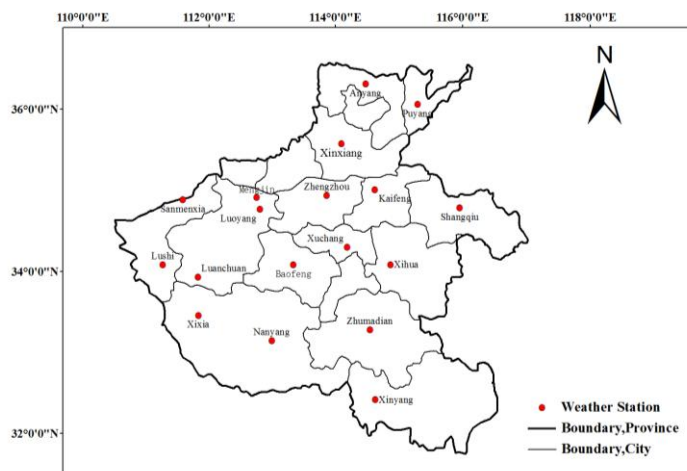 110°0'0"E 112°0'0"E 114°0'0"E 116°0'0"E 118°0'0"E
N
36°0'0"N
34°0'0"N
32°0'0"N
Anyang
Puyang
Xinxiang
Mengjin
Zhengzhou
Kaifeng
Sanmenxia
Luoyang
Shangqiu
Xuchang
Lushi
Luanchuan
Baofeng
Xihua
Xixia
Nanyang
Zhumadian
Xinyang
Weather Station
Boundary,Province
Boundary,City